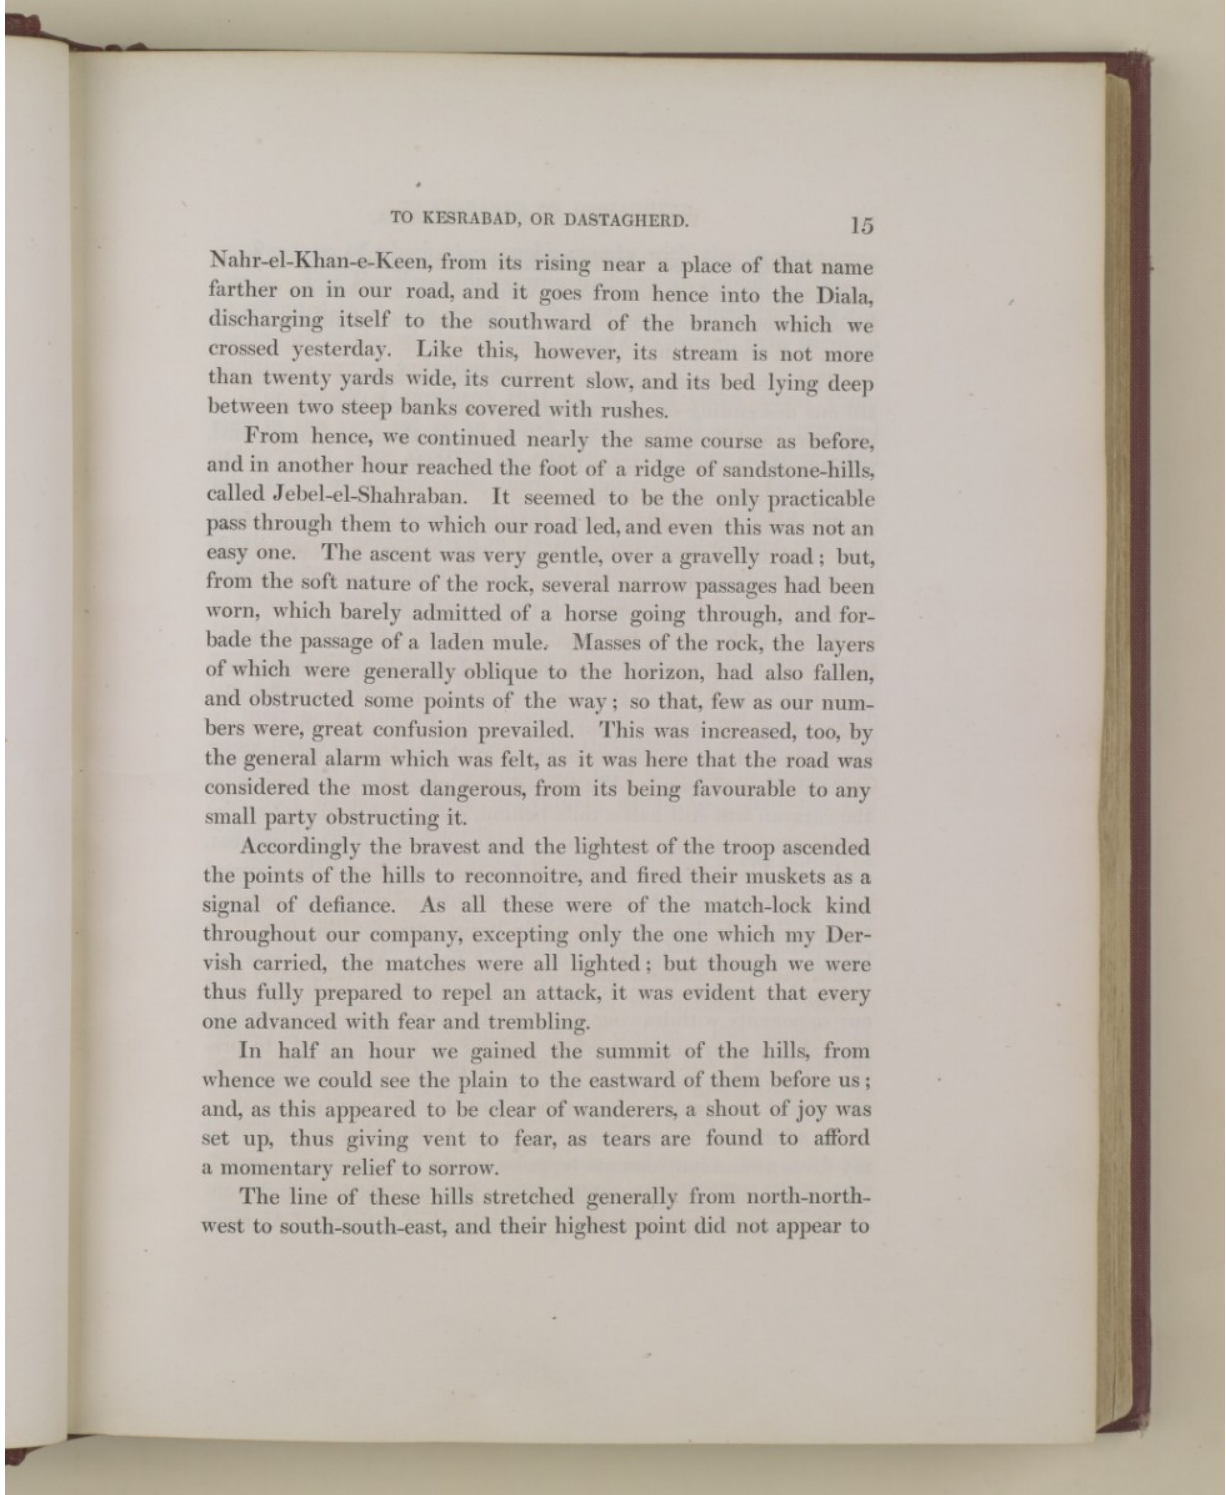 TO KESRABAD, OR DASTAGHERD. 15
Nahr-el-Khan-e-Keen, from its rising near a place of that name
farther on in our road, and it goes from hence into the Diala,
discharging itself to the southward of the branch which we
crossed yesterday. Like this, however, its stream is not more
than twenty yards wide, its current slow, and its bed lying deep
between two steep banks covered with rushes.
From hence, we continued nearly the same course as before,
and in another hour reached the foot of a ridge of sandstone-hills,
called Jebel-el-Shahraban. It seemed to be the only practicable
pass through them to which our road led, and even this was not an
easy one. The ascent was very gentle, over a gravelly road; but,
from the soft nature of the rock, several narrow passages had been
worn, which barely admitted of a horse going through, and for-
bade the passage of a laden mule. Masses of the rock, the layers
of which were generally oblique to the horizon, had also fallen,
and obstructed some points of the way; so that, few as our num-
bers were, great confusion prevailed. This was increased, too, by
the general alarm which was felt, as it was here that the road was
considered the most dangerous, from its being favourable to any
small party obstructing it.
Accordingly the bravest and the lightest of the troop ascended
the points of the hills to reconnoitre, and fired their muskets as a
signal of defiance. As all these were of the match-lock kind
throughout our company, excepting only the one which my Der-
vish carried, the matches were all lighted; but though we were
thus fully prepared to repel an attack, it was evident that every
one advanced with fear and trembling.
In half an hour we gained the summit of the hills, from
whence we could see the plain to the eastward of them before us;
and, as this appeared to be clear of wanderers, a shout of joy was
set up, thus giving vent to fear, as tears are found to afford
a momentary relief to sorrow.
The line of these hills stretched generally from north-north-
west to south-south-east, and their highest point did not appear to